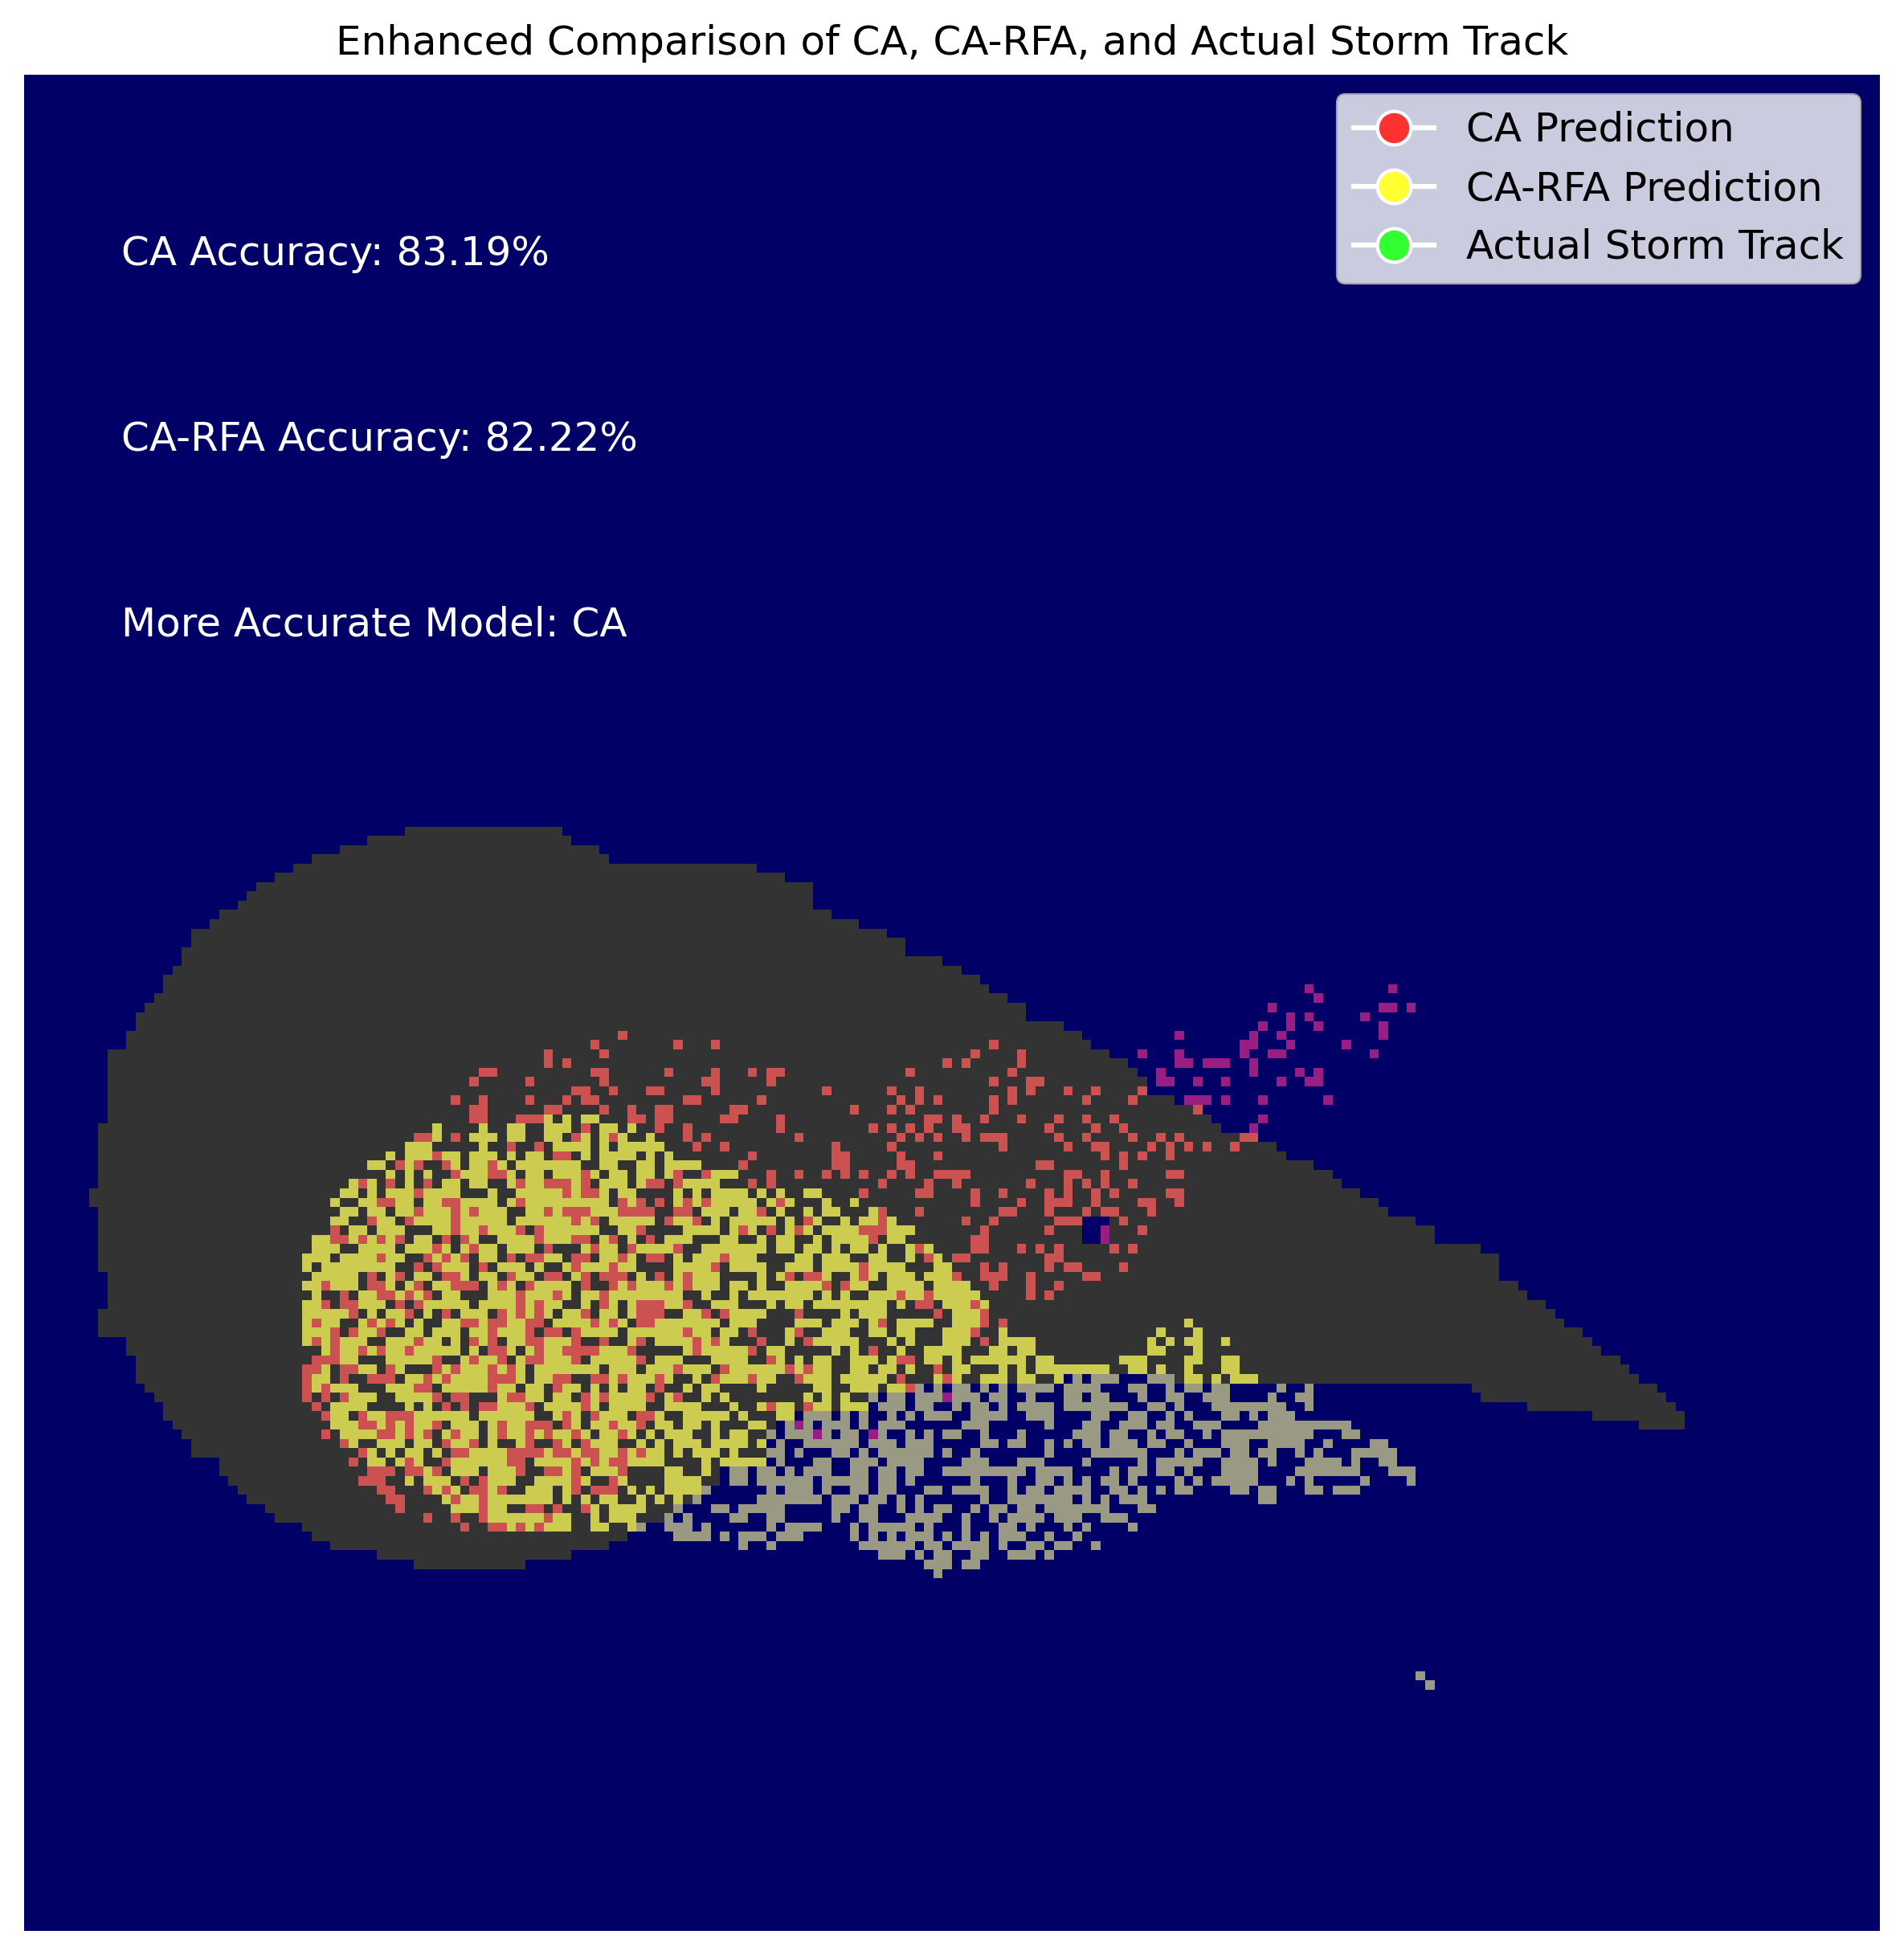 Enhanced Comparison of CA, CA-RFA, and Actual Storm Track
CA Prediction
CA-RFA Prediction
Actual Storm Track
CA Accuracy: 83.19%
CA-RFA Accuracy: 82.22%
More Accurate Model: CA